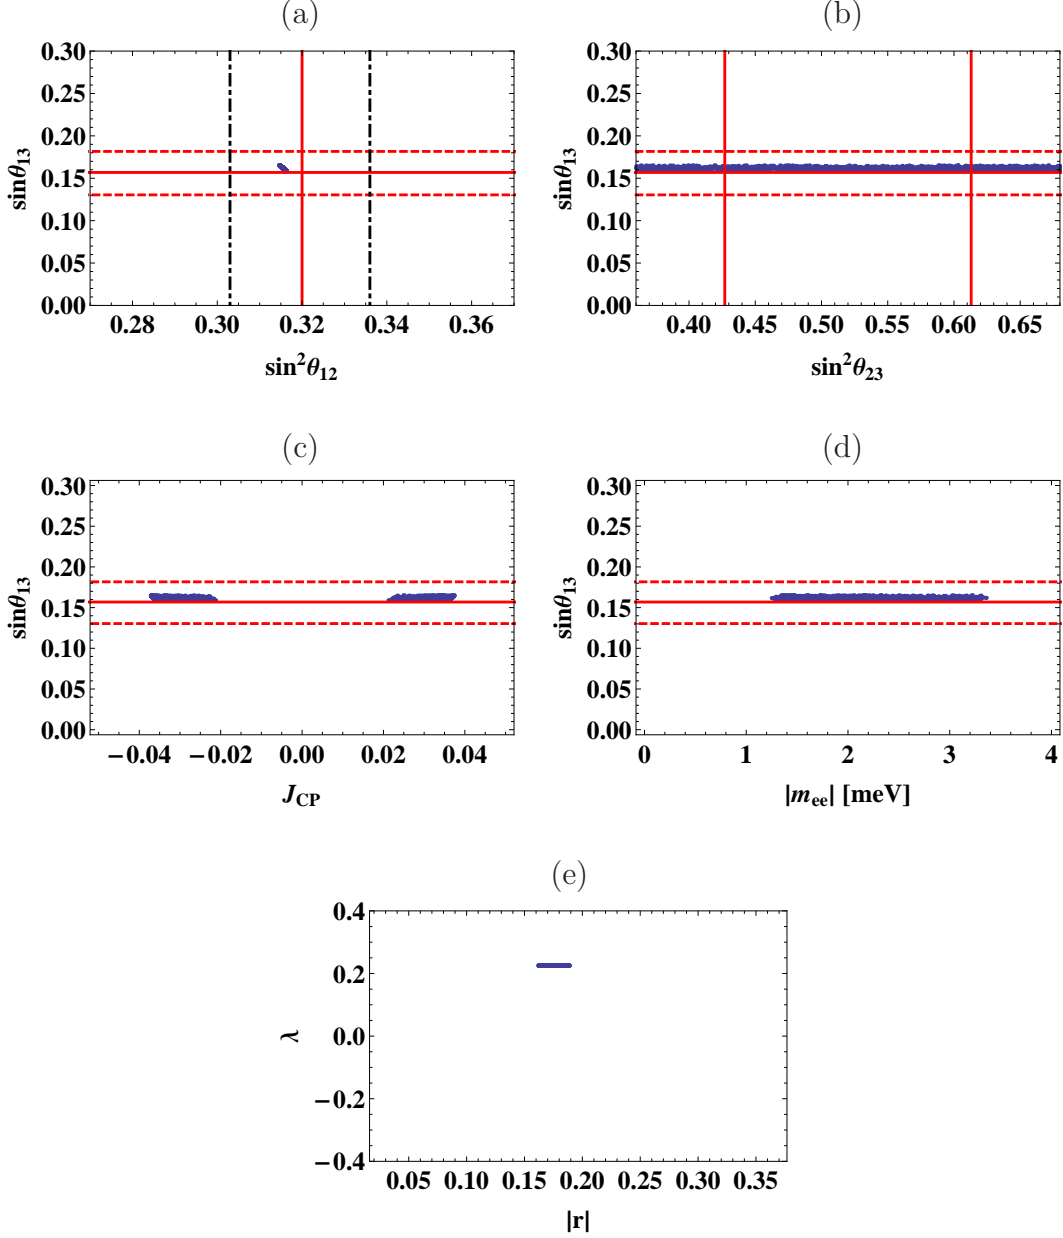 (a)
0.30
0.25
0.20
0.15
0.10
0.05
0.00
sinθ13
0.28 0.30 0.32 0.34 0.36
sin²θ12
(b)
0.30
0.25
0.20
0.15
0.10
0.05
0.00
sinθ13
0.40 0.45 0.50 0.55 0.60 0.65
sin²θ23
(c)
0.30
0.25
0.20
0.15
0.10
0.05
0.00
sinθ13
−0.04 −0.02 0.00 0.02 0.04
JCP
(d)
0.30
0.25
0.20
0.15
0.10
0.05
0.00
sinθ13
0 1 2 3 4
|mee| [meV]
(e)
0.4
0.2
0.0
−0.2
−0.4
λ
0.05 0.10 0.15 0.20 0.25 0.30 0.35
|r|